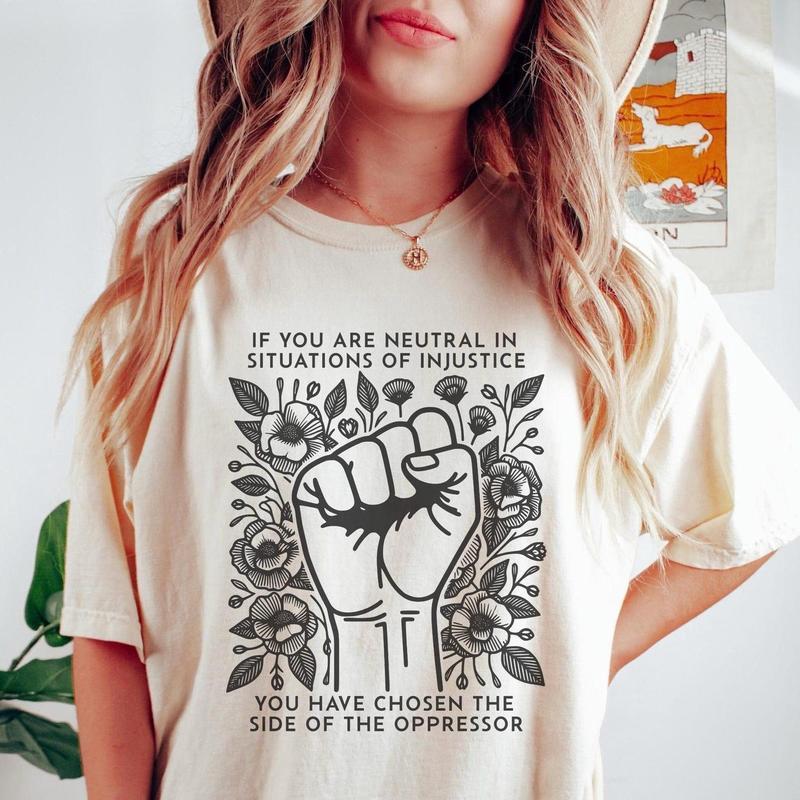 IF YOU ARE NEUTRAL IN
SITUATIONS OF INJUSTICE
YOU HAVE CHOSEN THE
SIDE OF THE OPPRESSOR
H